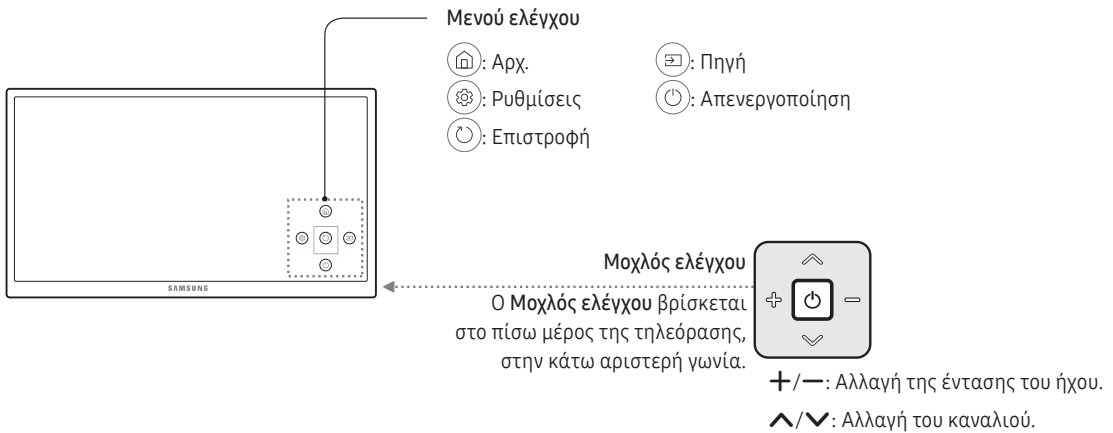 Μενού ελέγχου
: Αρχ.
: Πηγή
: Ρυθμίσεις
: Απενεργοποίηση
: Επιστροφή
SAMSUNG
Μοχλός ελέγχου
Ο Μοχλός ελέγχου βρίσκεται
στο πίσω μέρος της τηλεόρασης,
στην κάτω αριστερή γωνία.
+/−: Αλλαγή της έντασης του ήχου.
∧/∨: Αλλαγή του καναλιού.